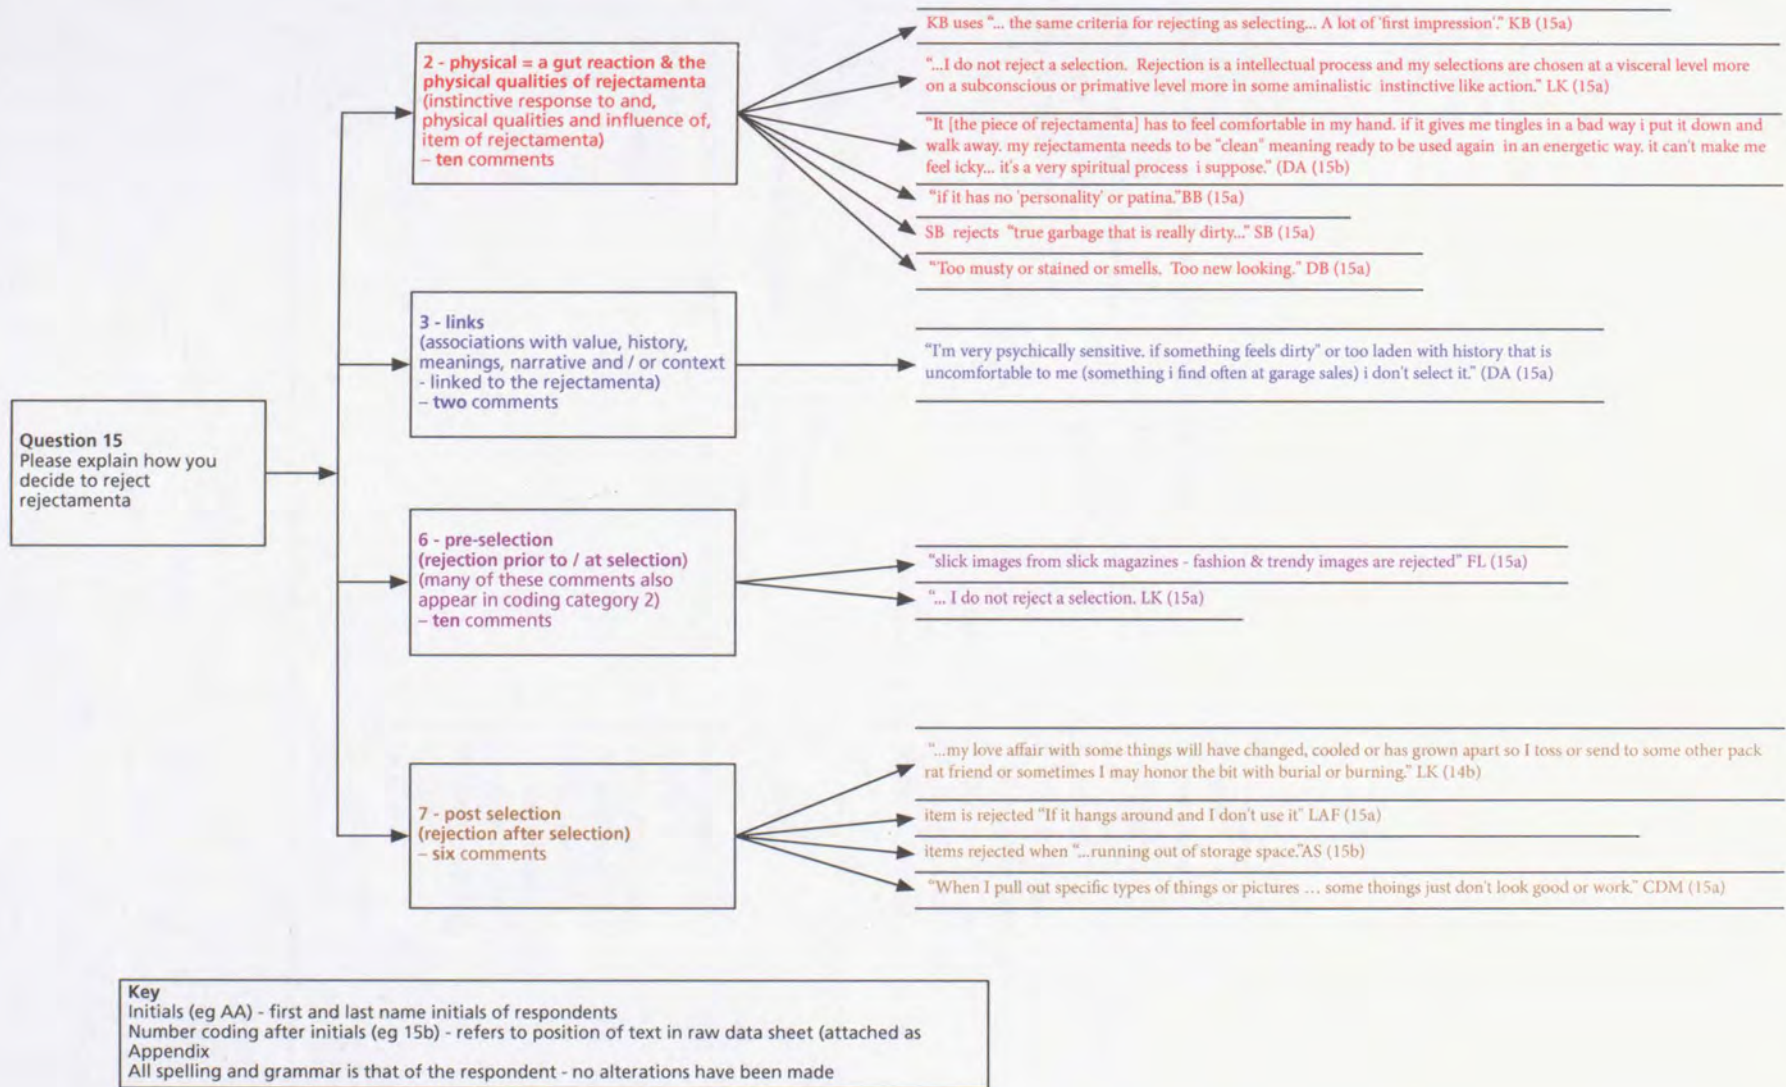 Question 15
Please explain how you
decide to reject
rejectamenta
2 - physical = a gut reaction & the
physical qualities of rejectamenta
(instinctive response to and,
physical qualities and influence of,
item of rejectamenta)
– ten comments
KB uses "... the same criteria for rejecting as selecting... A lot of 'first impression'." KB (15a)
"...I do not reject a selection. Rejection is a intellectual process and my selections are chosen at a visceral level more
on a subconscious or primative level more in some aminalistic instinctive like action." LK (15a)
"It [the piece of rejectamenta] has to feel comfortable in my hand. if it gives me tingles in a bad way i put it down and
walk away. my rejectamenta needs to be "clean" meaning ready to be used again in an energetic way. it can't make me
feel icky... it's a very spiritual process i suppose." (DA (15b)
"if it has no 'personality' or patina."BB (15a)
SB rejects "true garbage that is really dirty..." SB (15a)
"Too musty or stained or smells. Too new looking." DB (15a)
3 - links
(associations with value, history,
meanings, narrative and / or context
- linked to the rejectamenta)
– two comments
"I'm very psychically sensitive. if something feels dirty" or too laden with history that is
uncomfortable to me (something i find often at garage sales) i don't select it." (DA (15a)
6 - pre-selection
(rejection prior to / at selection)
(many of these comments also
appear in coding category 2)
– ten comments
"slick images from slick magazines - fashion & trendy images are rejected" FL (15a)
"... I do not reject a selection. LK (15a)
7 - post selection
(rejection after selection)
– six comments
"...my love affair with some things will have changed, cooled or has grown apart so I toss or send to some other pack
rat friend or sometimes I may honor the bit with burial or burning." LK (14b)
item is rejected "If it hangs around and I don't use it" LAF (15a)
items rejected when "...running out of storage space."AS (15b)
"When I pull out specific types of things or pictures ... some thoings just don't look good or work." CDM (15a)
Key
Initials (eg AA) - first and last name initials of respondents
Number coding after initials (eg 15b) - refers to position of text in raw data sheet (attached as
Appendix
All spelling and grammar is that of the respondent - no alterations have been made